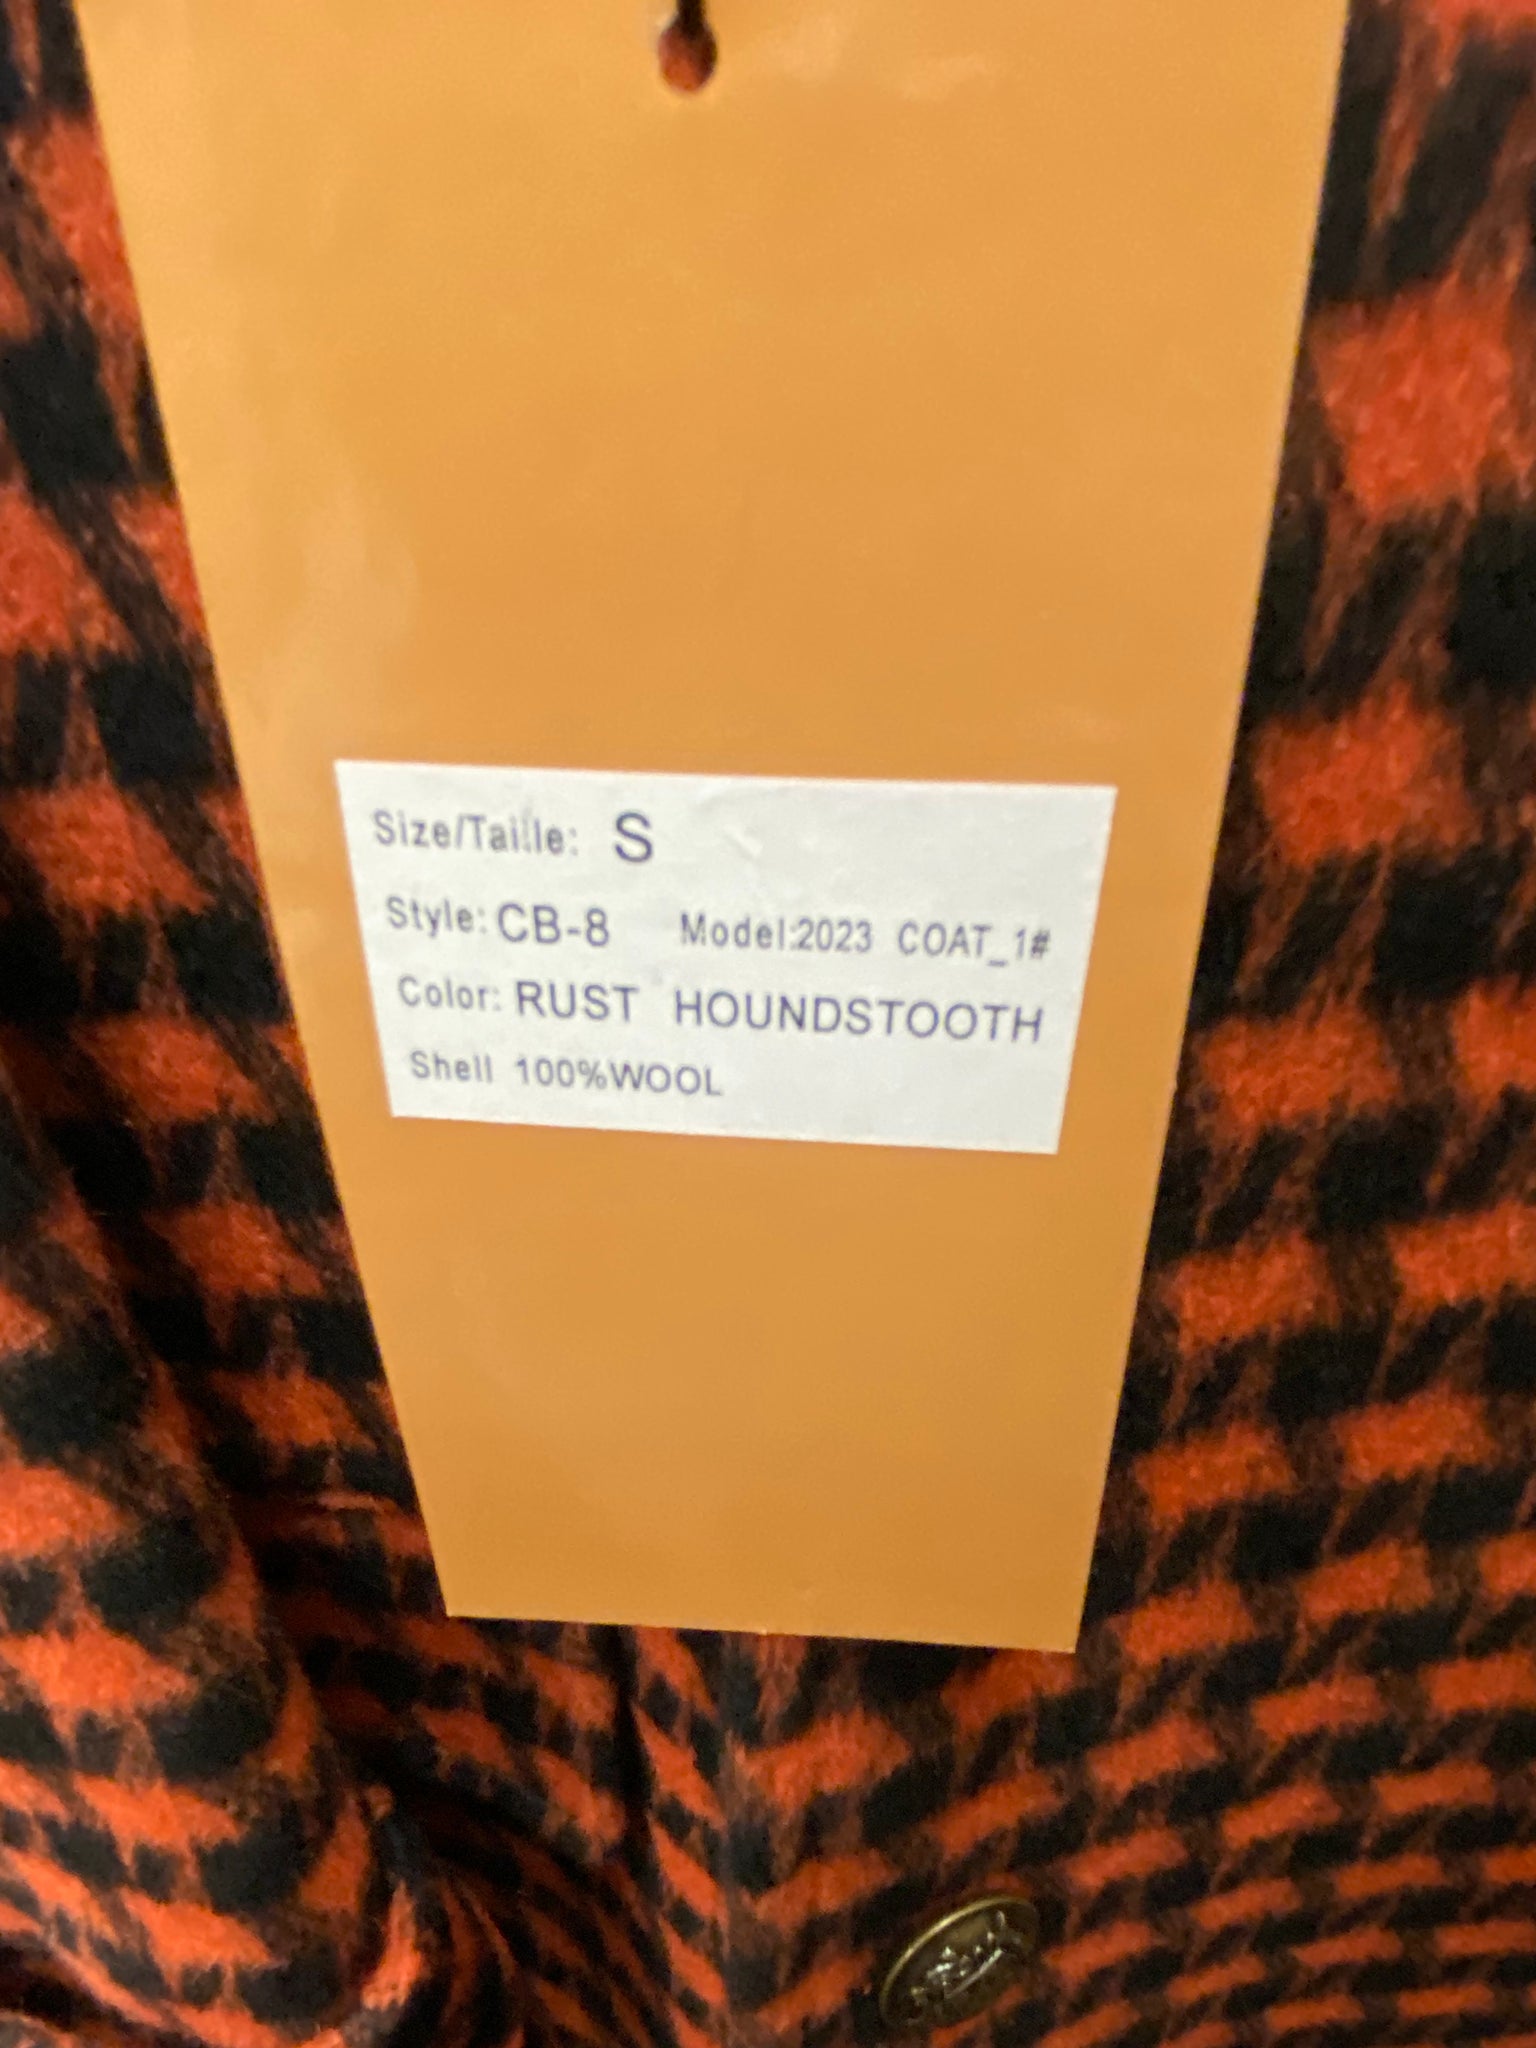 Size/Taille: S
Style: CB-8 Model:2023 COAT_1#
Color: RUST HOUNDSTOOTH
Shell 100%WOOL